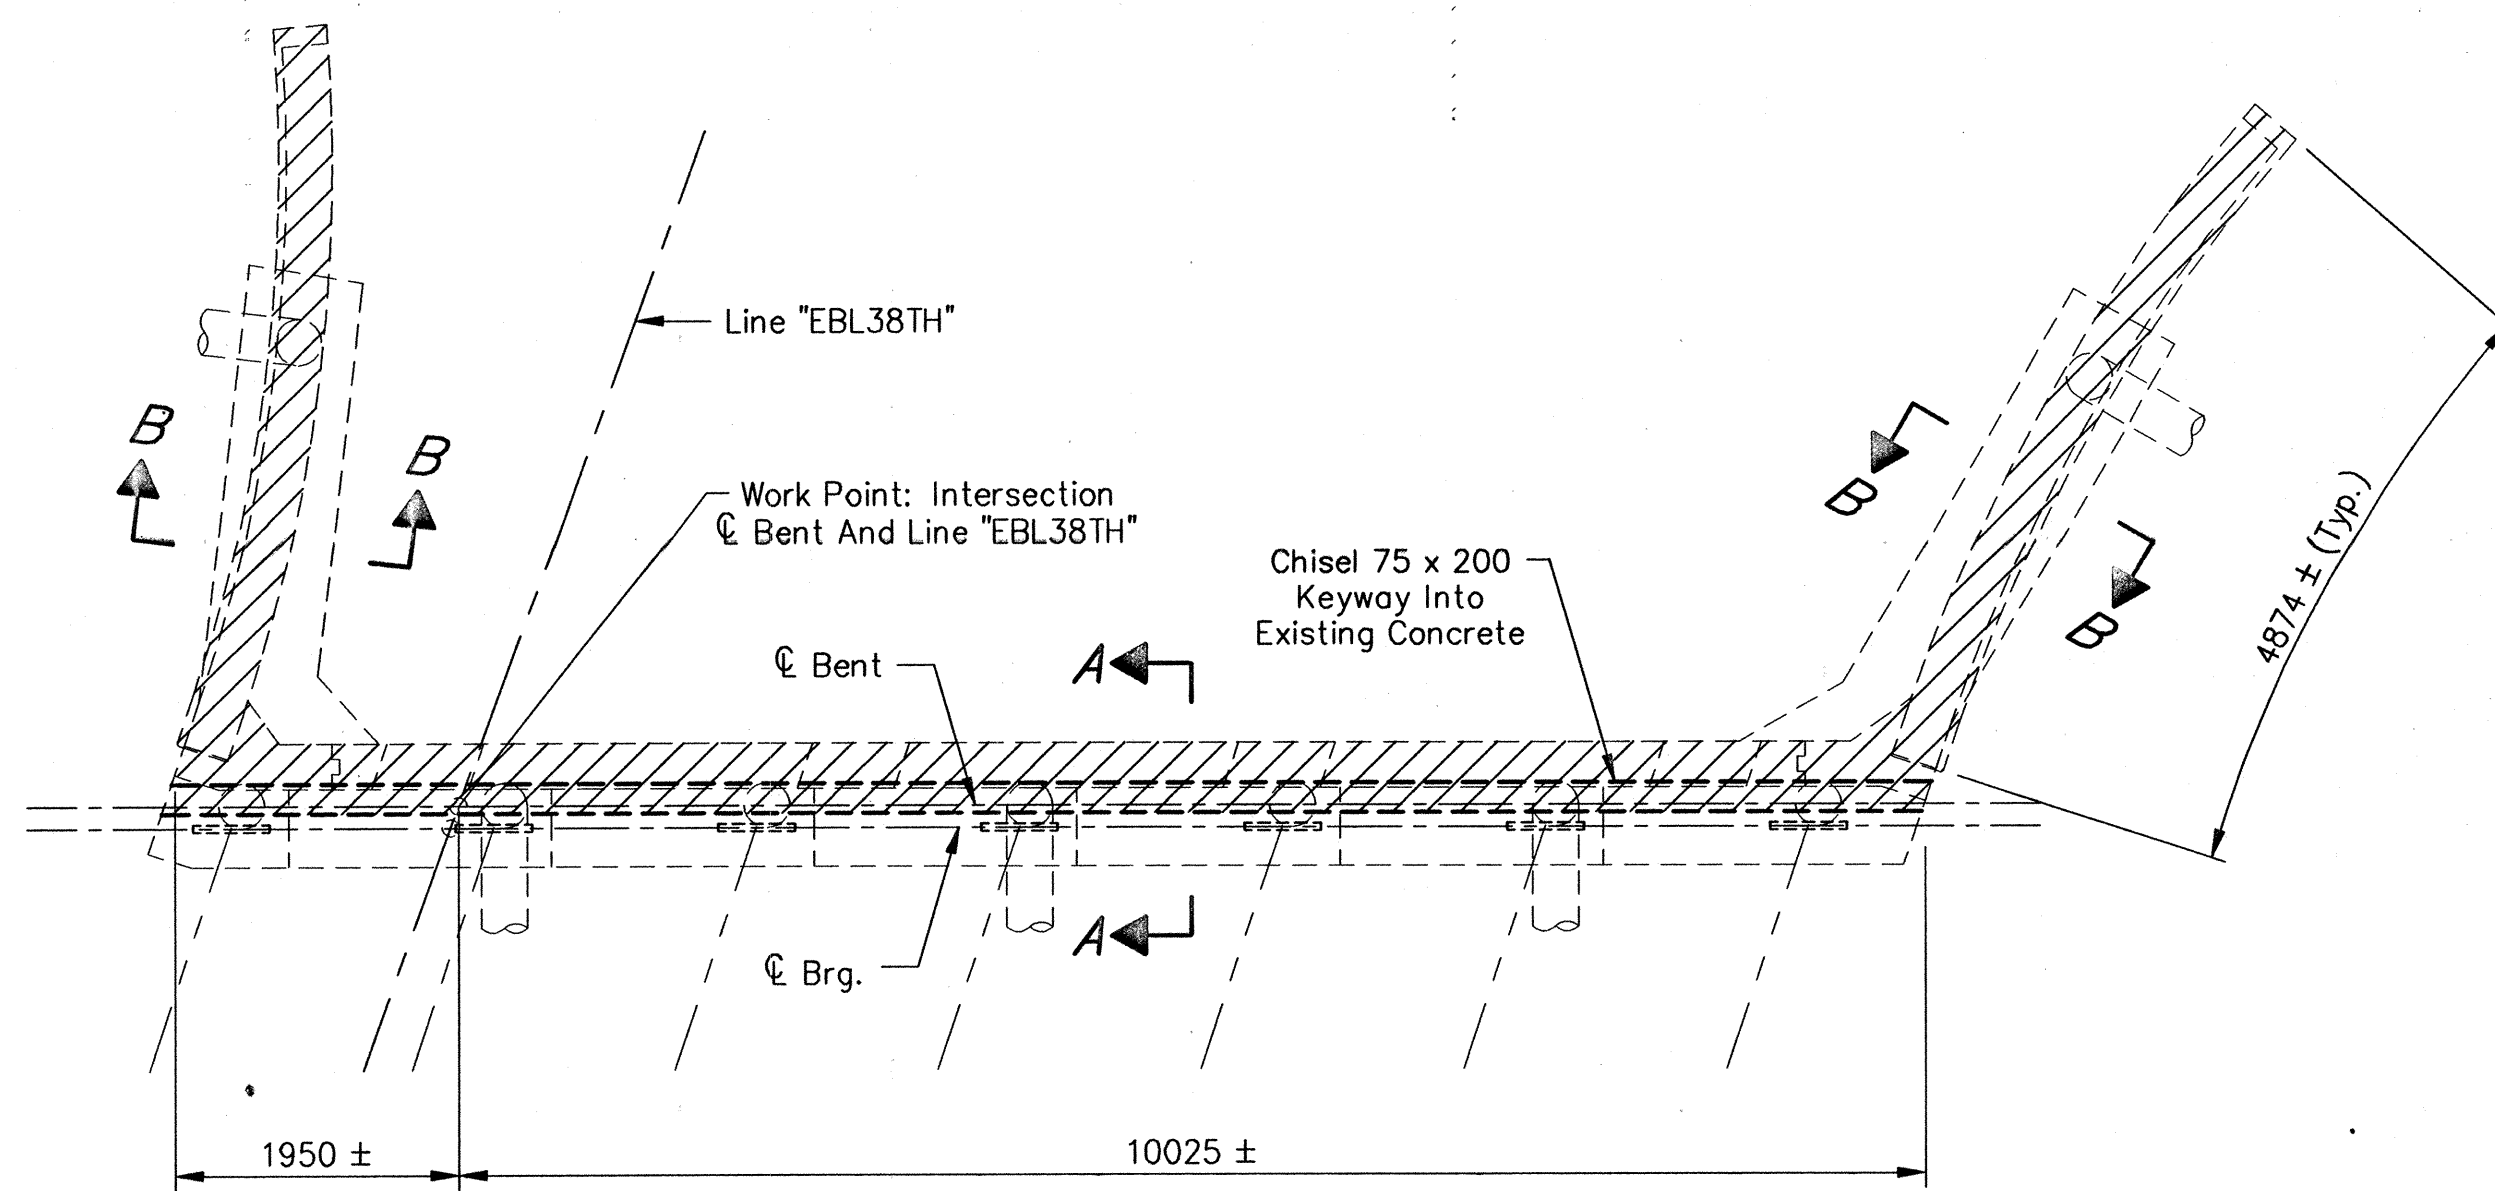 Line "EBL38TH"
B
B
B
B
Work Point: Intersection
℄ Bent And Line "EBL38TH"
Chisel 75 x 200
Keyway Into
Existing Concrete
4874 ± (Typ.)
℄ Bent
A
A
℄ Brg.
1950 ±
10025 ±